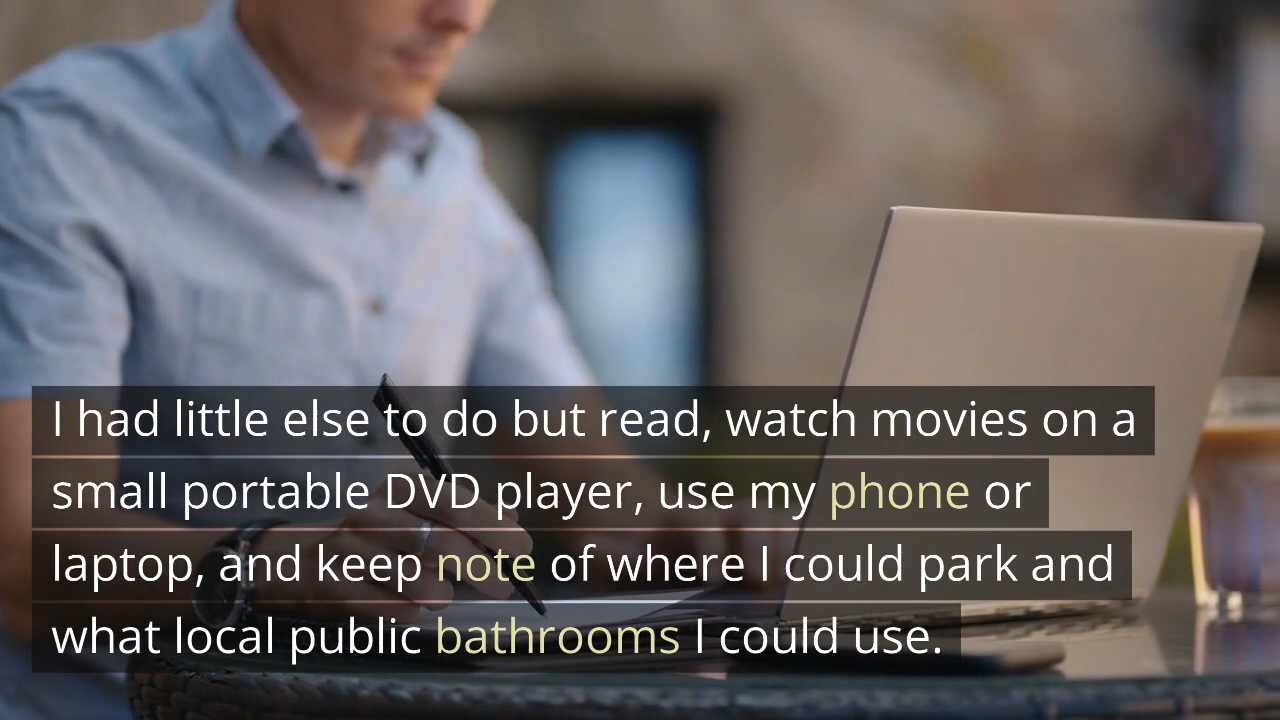 I had little else to do but read, watch movies on a
small portable DVD player, use my phone or
laptop, and keep note of where I could park and
what local public bathrooms I could use.